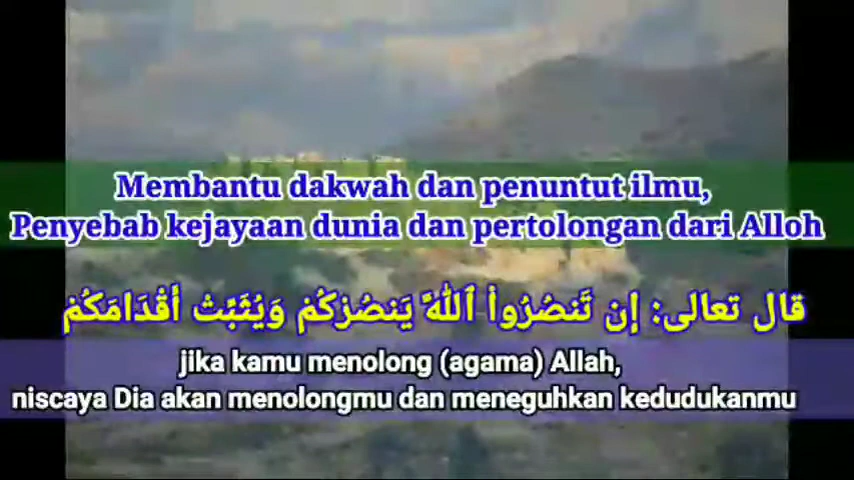 Membantu dakwah dan penuntut ilmu,
Penyebab kejayaan dunia dan pertolongan dari Alloh
قال تعالى: إن تَنصُرُواْ ٱللَّهَ يَنصُرْكُمْ وَيُثَبِّتْ أَقْدَامَكُمْ
jika kamu menolong (agama) Allah,
niscaya Dia akan menolongmu dan meneguhkan kedudukanmu